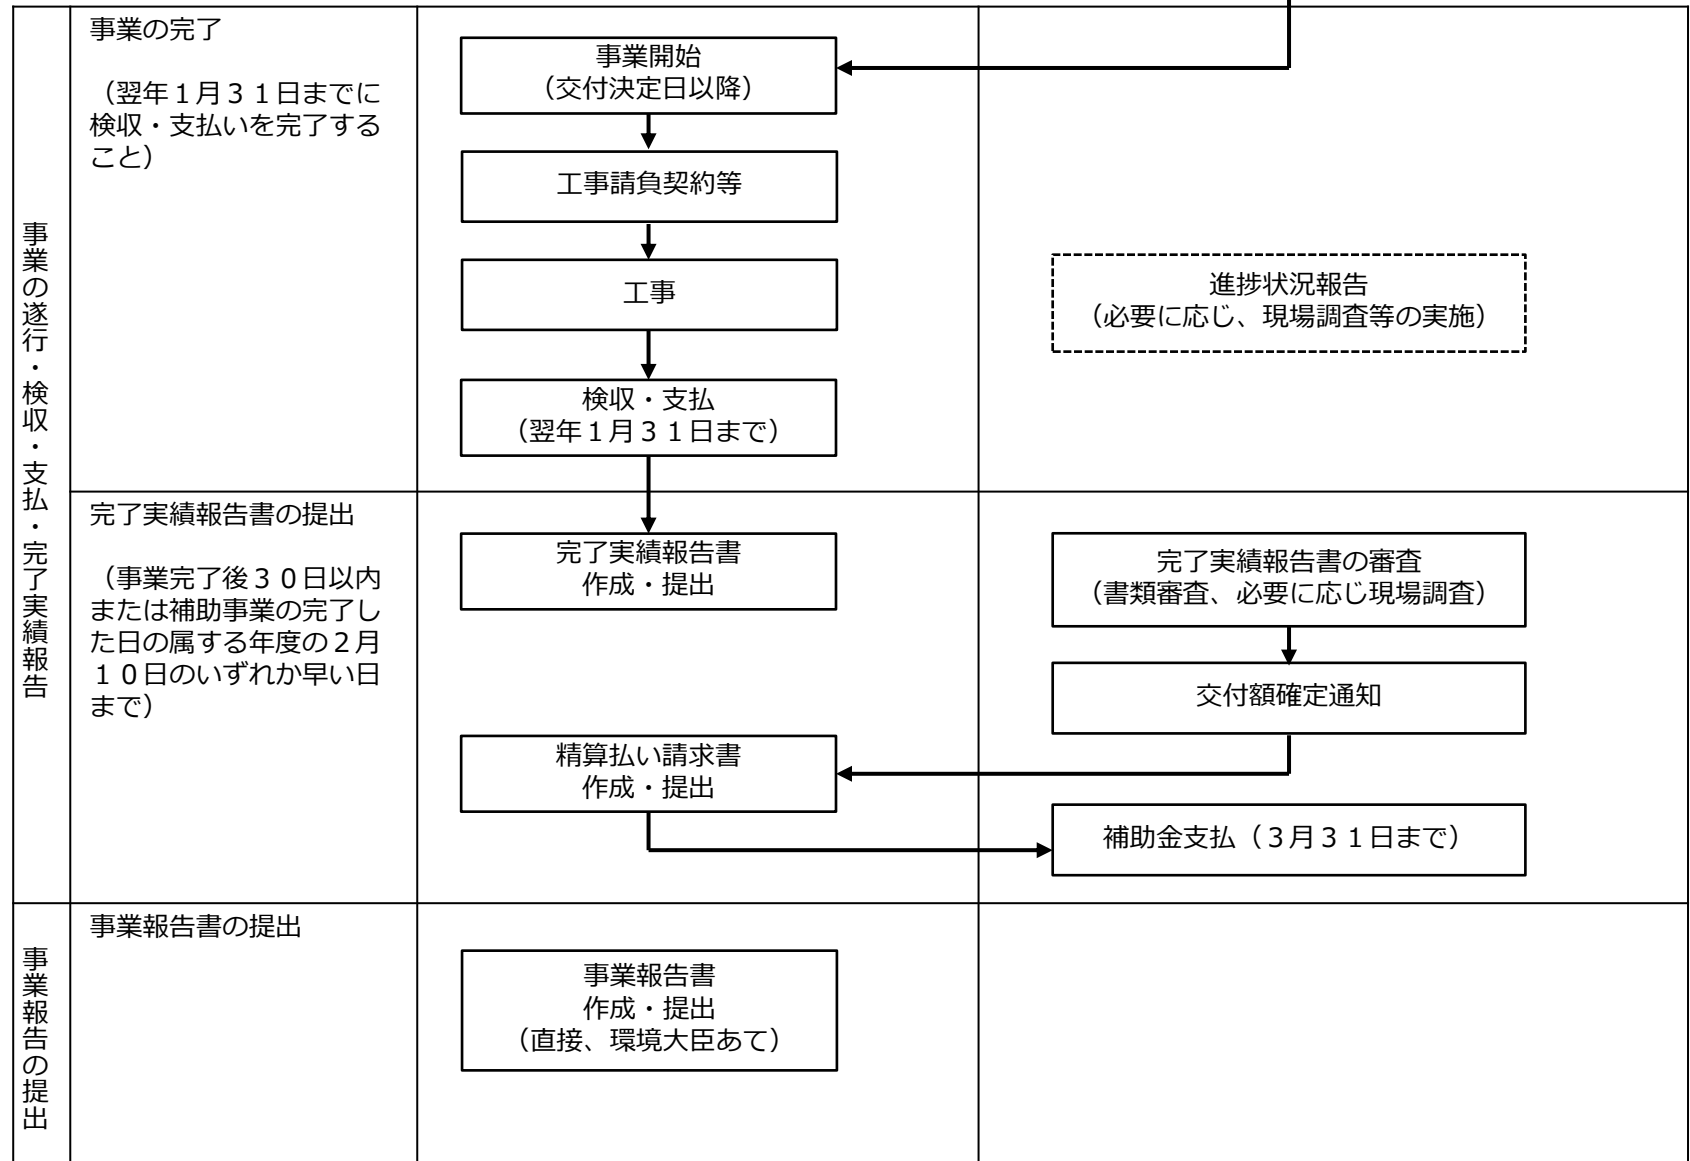 事業の遂行・検収・支払・完了実績報告
事業の完了
（翌年１月３１日までに
検収・支払いを完了する
こと）
事業開始
（交付決定日以降）
工事請負契約等
工事
検収・支払
（翌年１月３１日まで）
進捗状況報告
（必要に応じ、現場調査等の実施）
完了実績報告書の提出
（事業完了後３０日以内
または補助事業の完了し
た日の属する年度の２月
１０日のいずれか早い日
まで）
完了実績報告書
作成・提出
完了実績報告書の審査
（書類審査、必要に応じ現場調査）
交付額確定通知
精算払い請求書
作成・提出
補助金支払（３月３１日まで）
事業報告の提出
事業報告書の提出
事業報告書
作成・提出
（直接、環境大臣あて）